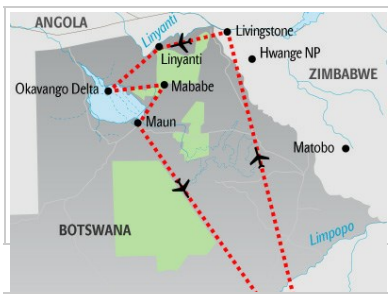 ANGOLA
Linyanti
Livingstone
Linyanti
Hwange NP
ZIMBABWE
Okavango Delta
Mababe
Maun
Matobo
BOTSWANA
Limpopo